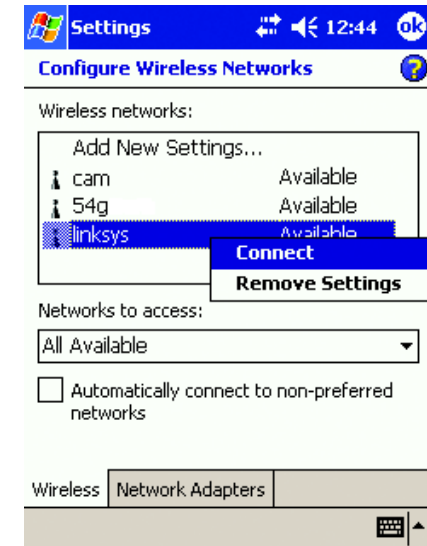 Settings 12:44 ok
Configure Wireless Networks ?
Wireless networks:
Add New Settings...
cam Available
54g Available
linksys Available
Connect
Remove Settings
Networks to access:
All Available
Automatically connect to non-preferred
networks
Wireless Network Adapters